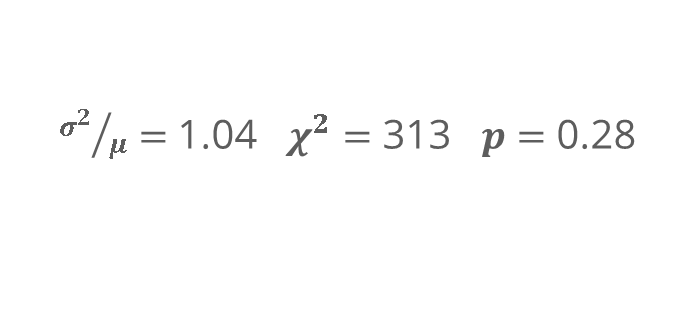 σ²/μ = 1.04 χ² = 313 p = 0.28